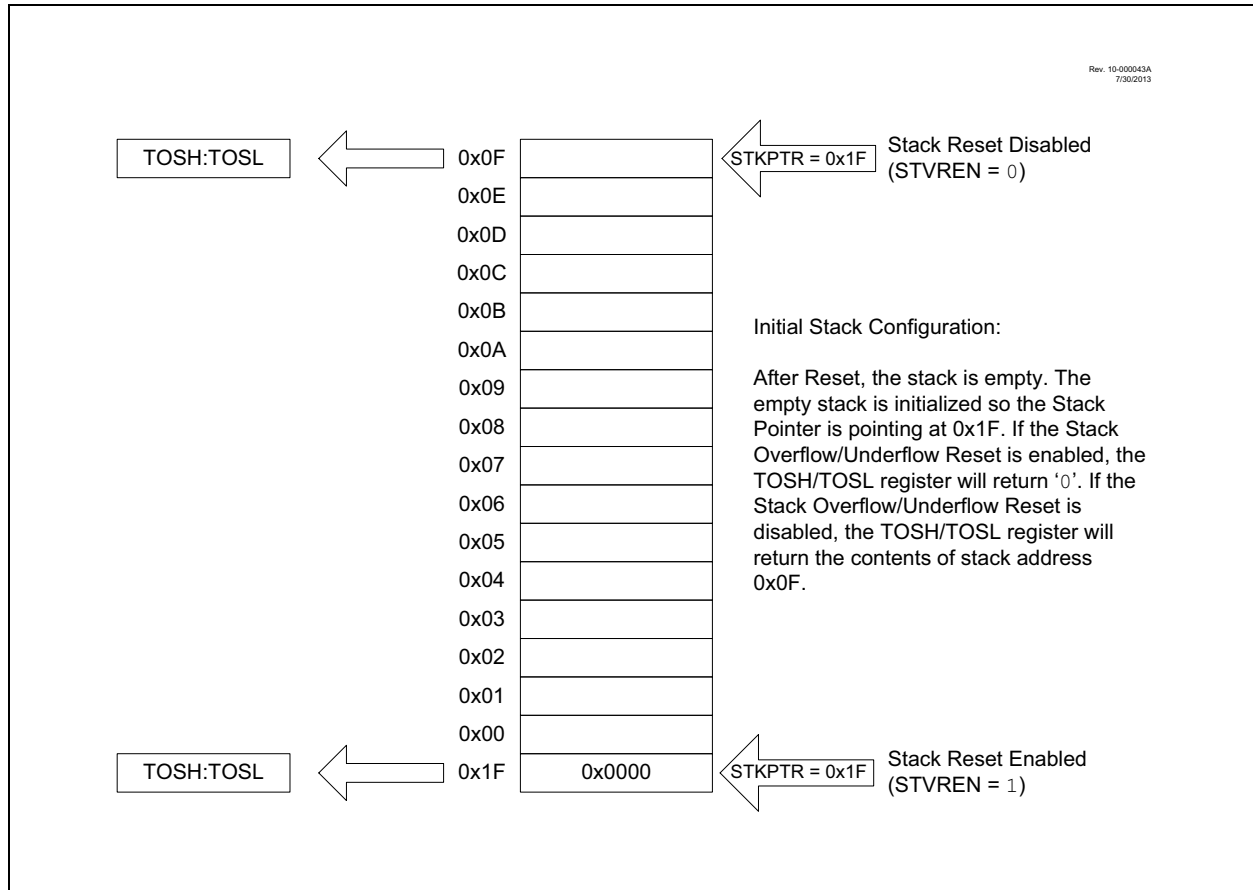 Rev. 10-000043A
7/30/2013
TOSH:TOSL
0x0F
STKPTR = 0x1F
Stack Reset Disabled
(STVREN = 0)
0x0E
0x0D
0x0C
0x0B
0x0A
0x09
0x08
0x07
0x06
0x05
0x04
0x03
0x02
0x01
0x00
Initial Stack Configuration:
After Reset, the stack is empty. The
empty stack is initialized so the Stack
Pointer is pointing at 0x1F. If the Stack
Overflow/Underflow Reset is enabled, the
TOSH/TOSL register will return ‘0’. If the
Stack Overflow/Underflow Reset is
disabled, the TOSH/TOSL register will
return the contents of stack address
0x0F.
TOSH:TOSL
0x1F
0x0000
STKPTR = 0x1F
Stack Reset Enabled
(STVREN = 1)